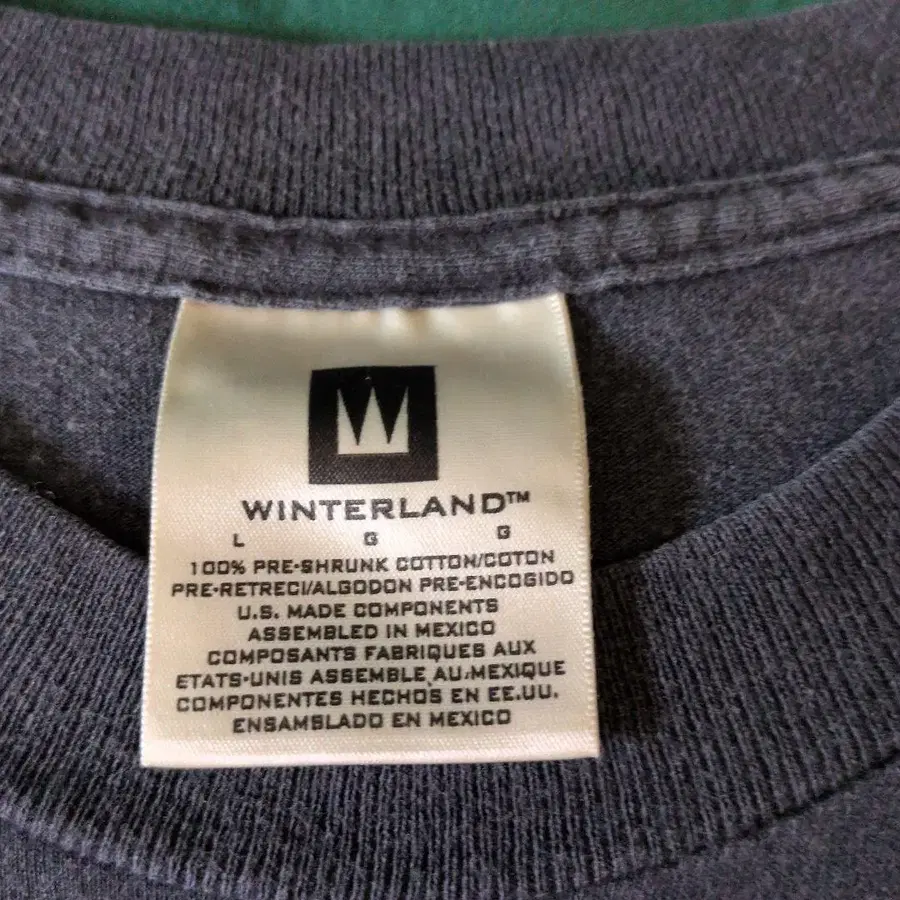 WINTERLAND™
L G G
100% PRE-SHRUNK COTTON/COTON
PRE-RETRECI/ALGODON PRE-ENCOGIDO
U.S. MADE COMPONENTS
ASSEMBLED IN MEXICO
COMPOSANTS FABRIQUES AUX
ETATS-UNIS ASSEMBLE AU MEXIQUE
COMPONENTES HECHOS EN EE.UU.
ENSAMBLADO EN MEXICO